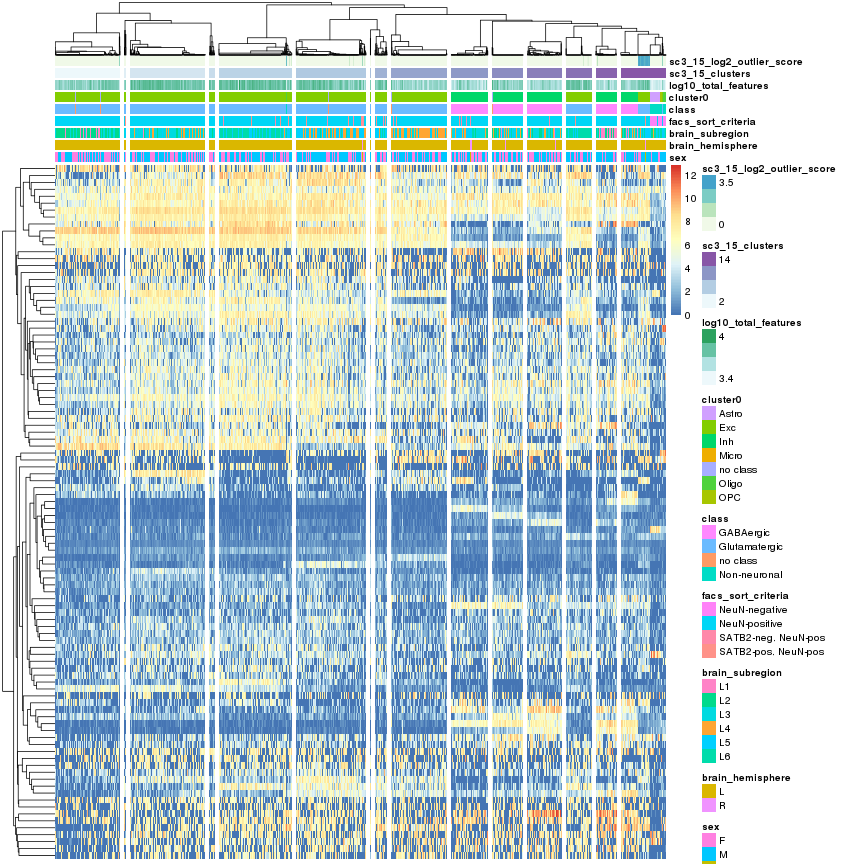 sc3_15_log2_outlier_score
sc3_15_clusters
log10_total_features
cluster0
class
facs_sort_criteria
brain_subregion
brain_hemisphere
sex
12
10
8
6
4
2
0
sc3_15_log2_outlier_score
3.5
0
sc3_15_clusters
14
2
log10_total_features
4
3.4
cluster0
Astro
Exc
Inh
Micro
no class
Oligo
OPC
class
GABAergic
Glutamatergic
no class
Non-neuronal
facs_sort_criteria
NeuN-negative
NeuN-positive
SATB2-neg. NeuN-pos
SATB2-pos. NeuN-pos
brain_subregion
L1
L2
L3
L4
L5
L6
brain_hemisphere
L
R
sex
F
M